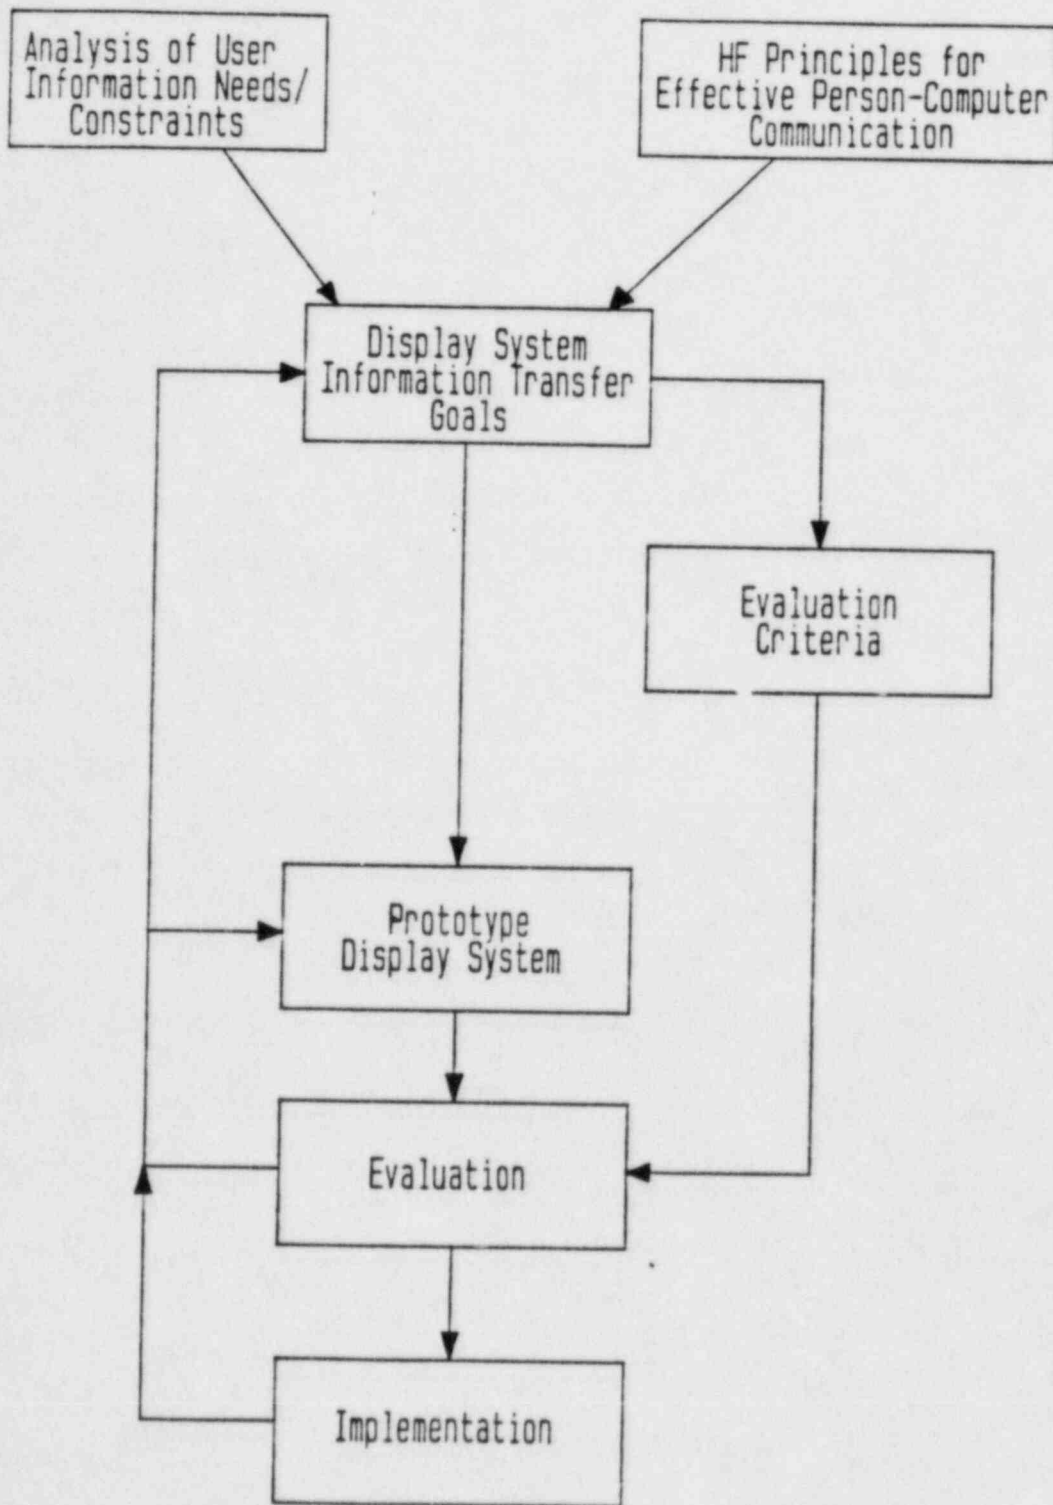 Analysis of User
Information Needs/
Constraints
HF Principles for
Effective Person-Computer
Communication
Display System
Information Transfer
Goals
Evaluation
Criteria
Prototype
Display System
Evaluation
Implementation